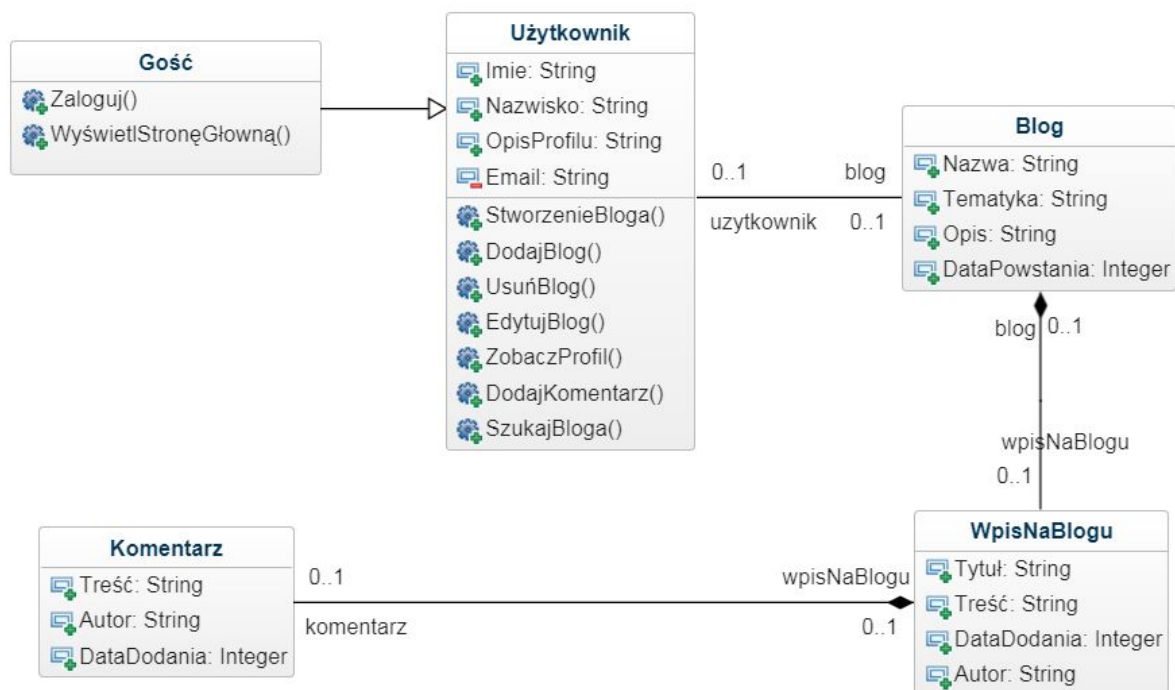 Gość
Zaloguj()
WyświetlStronęGłowną()
Użytkownik
Imie: String
Nazwisko: String
OpisProfilu: String
Email: String
StworzenieBloga()
DodajBlog()
UsuńBlog()
EdytujBlog()
ZobaczProfil()
DodajKomentarz()
SzukajBloga()
0..1 blog
uzytkownik 0..1
Blog
Nazwa: String
Tematyka: String
Opis: String
DataPowstania: Integer
blog 0..1
wpisNaBlogu
0..1
Komentarz
Treść: String
Autor: String
DataDodania: Integer
0..1 wpisNaBlogu
komentarz 0..1
WpisNaBlogu
Tytuł: String
Treść: String
DataDodania: Integer
Autor: String